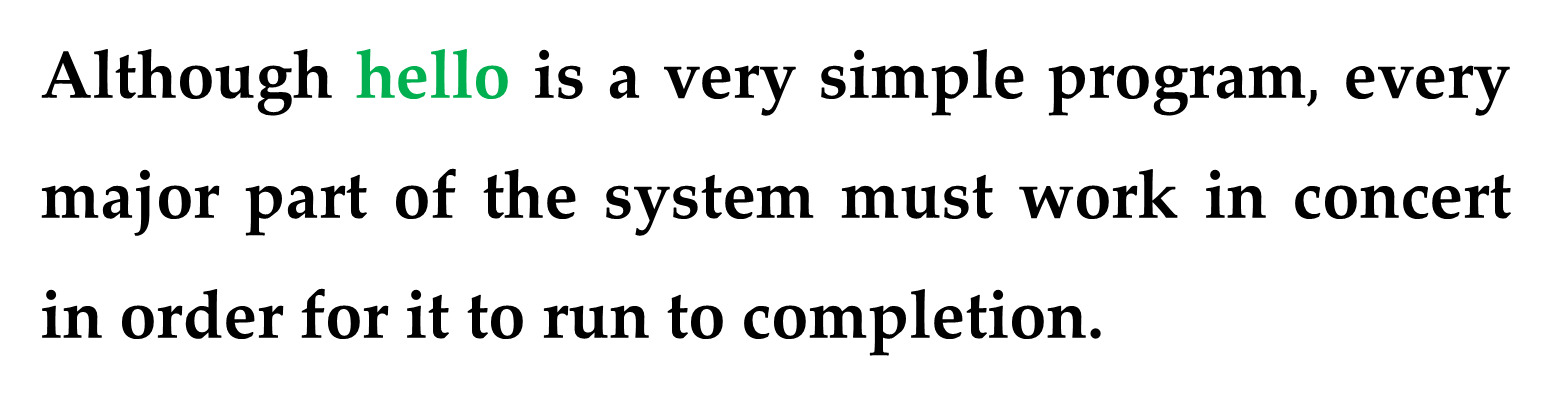 Although hello is a very simple program, every
major part of the system must work in concert
in order for it to run to completion.